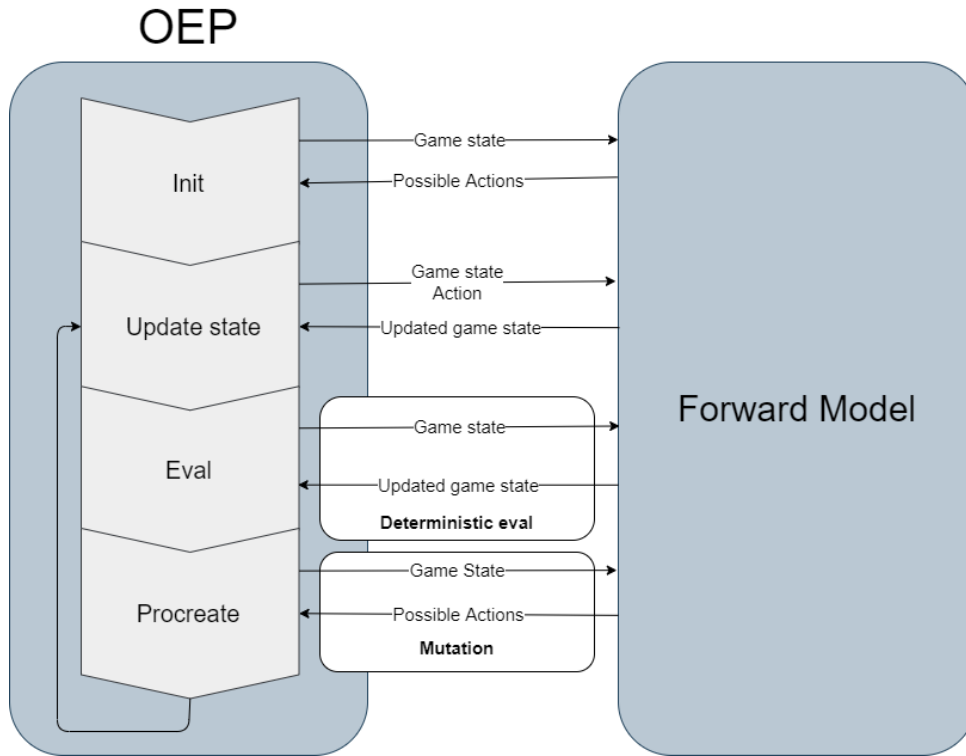 OEP
Init
Game state
Possible Actions
Update state
Game state
Action
Updated game state
Forward Model
Eval
Game state
Updated game state
Deterministic eval
Procreate
Game State
Possible Actions
Mutation